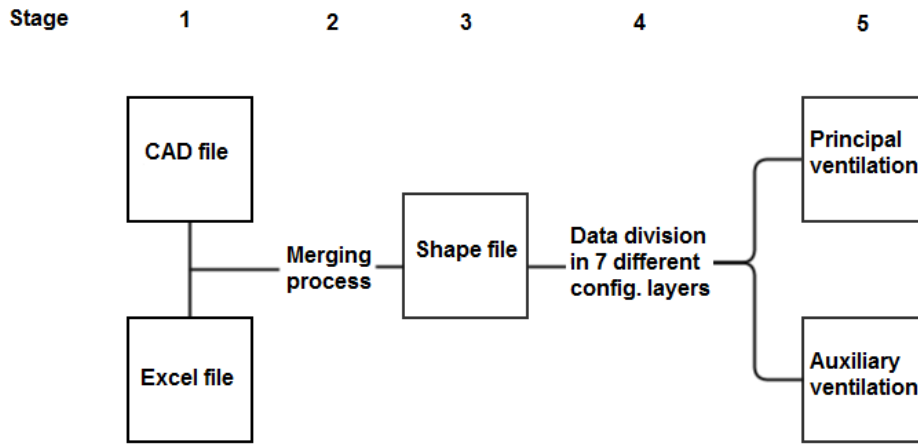 Stage 1 2 3 4 5
CAD file
Principal
ventilation
Merging
process
Shape file
Data division
in 7 different
config. layers
Excel file
Auxiliary
ventilation